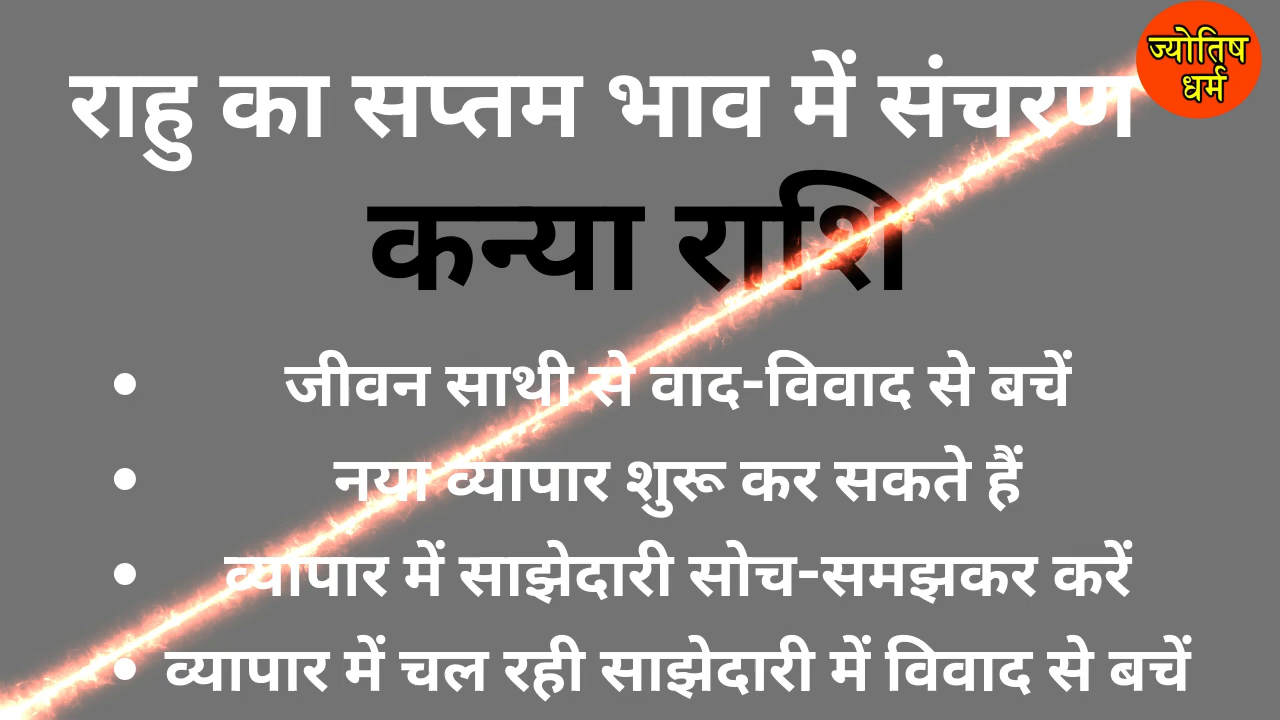 ज्योतिष
धर्म
राहु का सप्तम भाव में संचरण
कन्या राशि
• जीवन साथी से वाद-विवाद से बचें
• नया व्यापार शुरू कर सकते हैं
• व्यापार में साझेदारी सोच-समझकर करें
• व्यापार में चल रही साझेदारी में विवाद से बचें